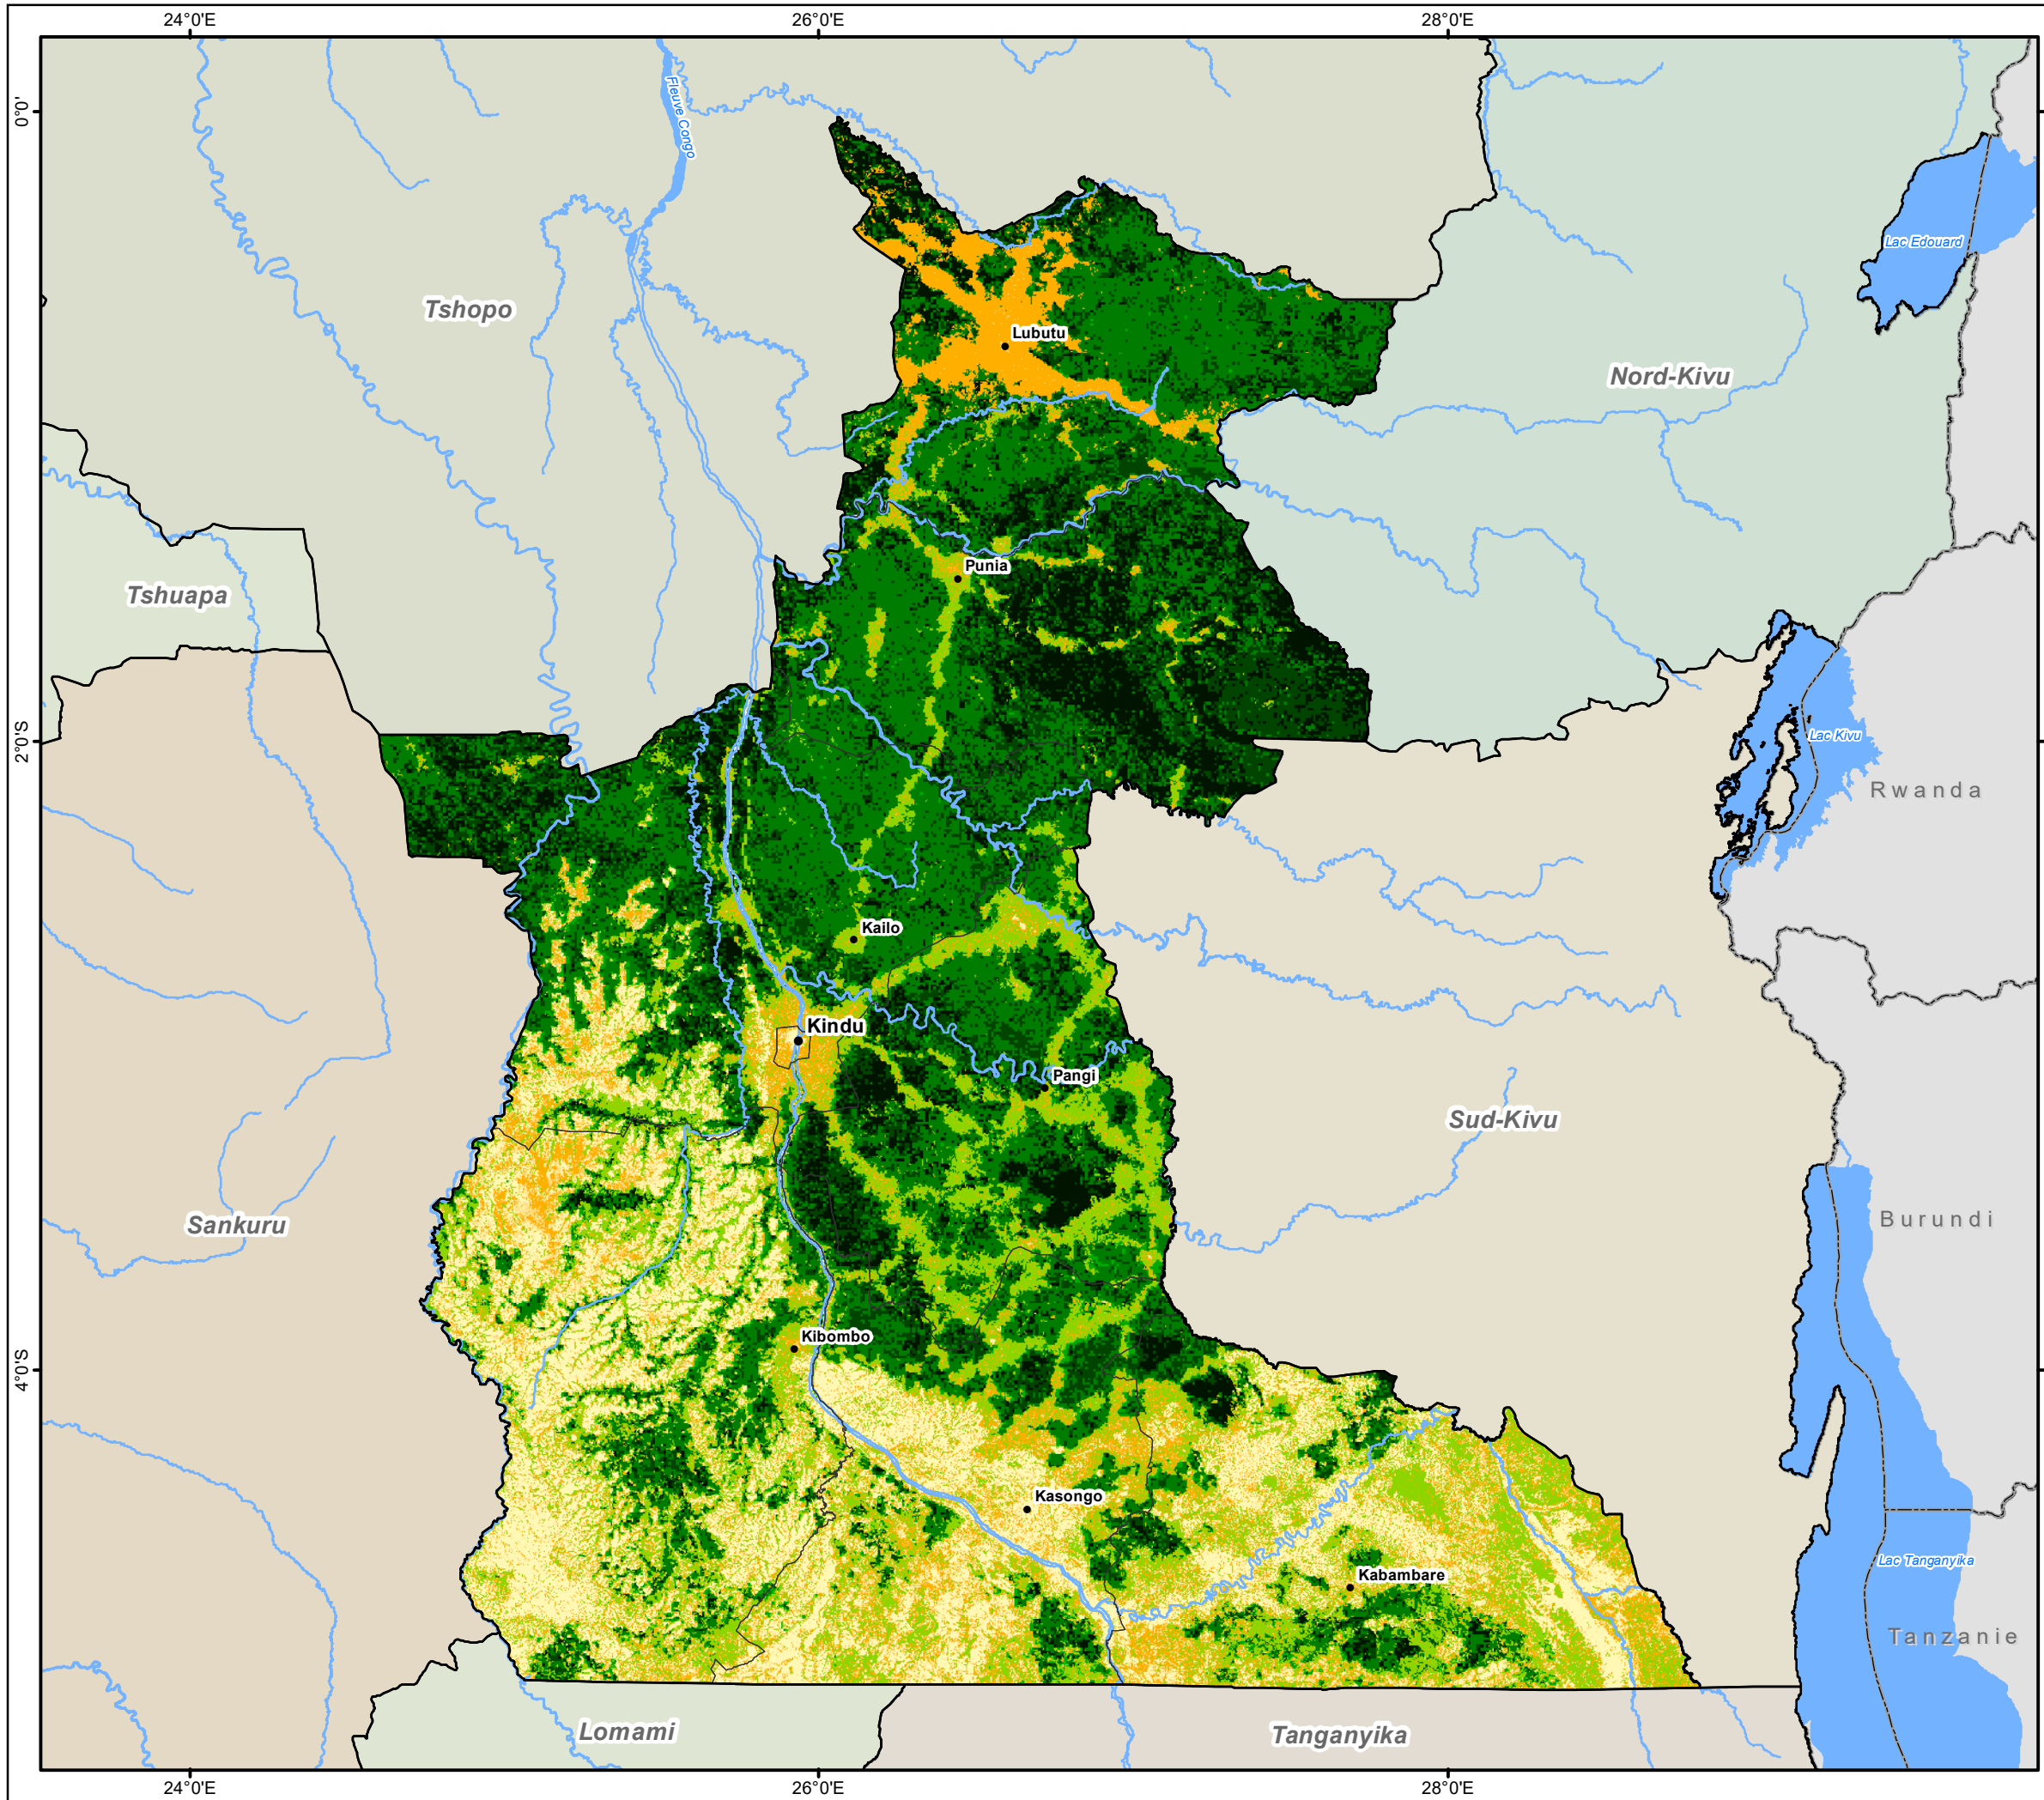 24°0'E 26°0'E 28°0'E
0°0'
Fleuve Congo
Lac Edouard
Tshopo
Lubutu
Nord-Kivu
Punia
Tshuapa
2°0'S
Lac Kivu
Rwanda
Kailo
Kindu
Pangi
Sud-Kivu
Sankuru
Burundi
Kibombo
4°0'S
Kasongo
Lac Tanganyika
Kabambare
Tanzanie
Lomami
Tanganyika
24°0'E 26°0'E 28°0'E